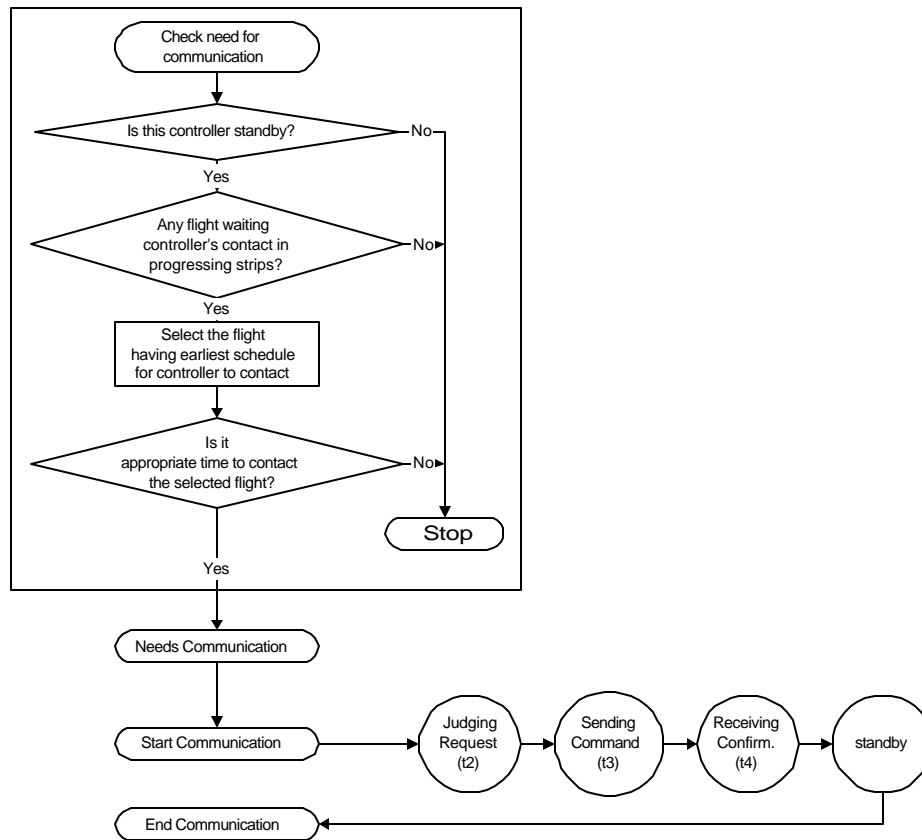 Check need for
communication
Is this controller standby?
No
Yes
Any flight waiting
controller's contact in
progressing strips?
No
Yes
Select the flight
having earliest schedule
for controller to contact
Is it
appropriate time to contact
the selected flight?
No
Stop
Yes
Needs Communication
Start Communication
Judging
Request
(t2)
Sending
Command
(t3)
Receiving
Confirm.
(t4)
standby
End Communication